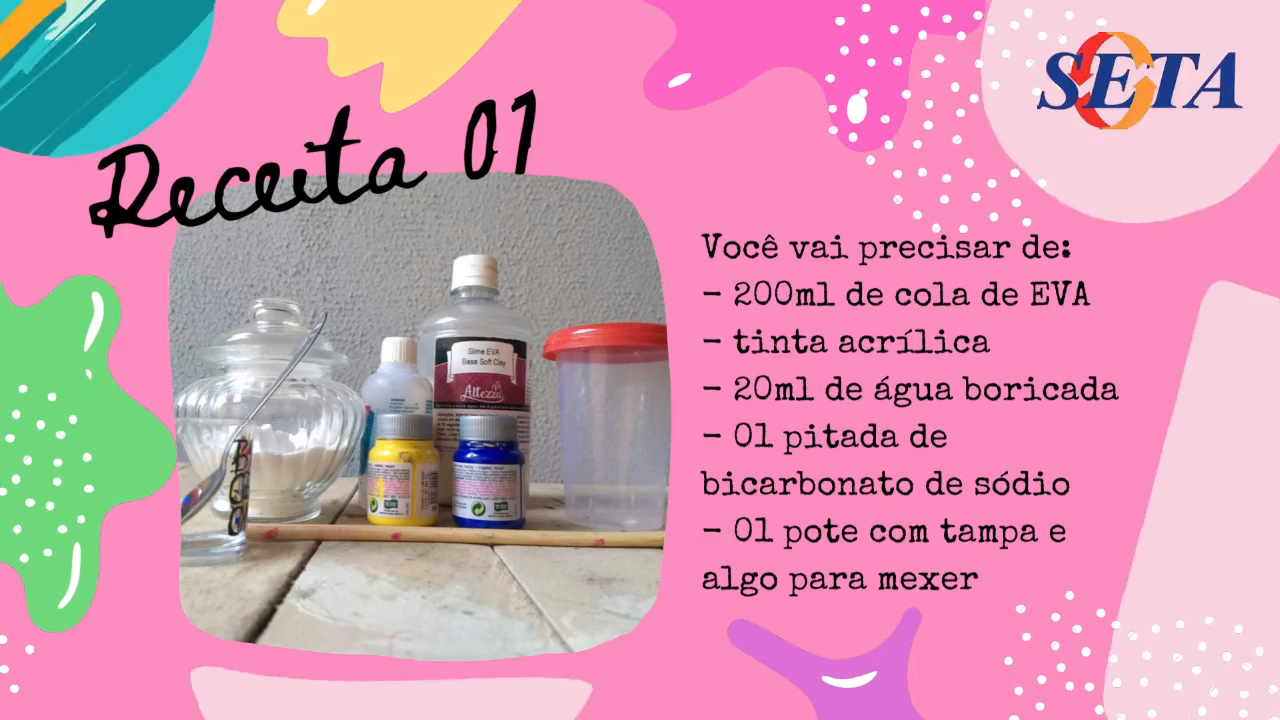 Receita 01
SETA
Você vai precisar de:
- 200ml de cola de EVA
- tinta acrílica
- 20ml de água boricada
- 01 pitada de
bicarbonato de sódio
- 01 pote com tampa e
algo para mexer
Slime EVA
Base Soft Clay
Altezza